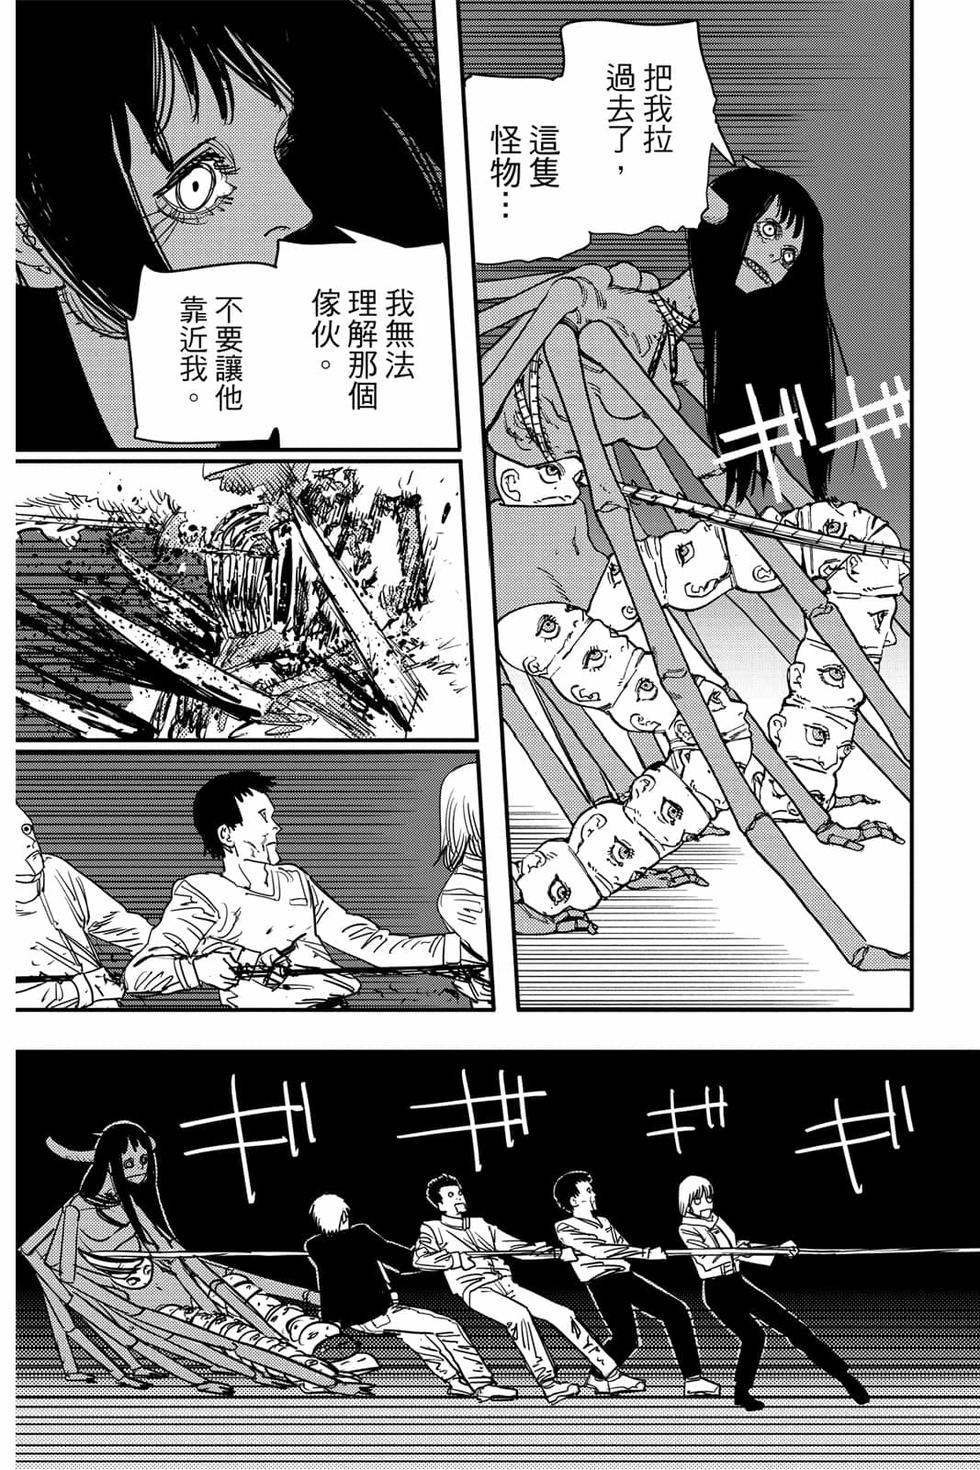 把我拉
過去了，
這隻
怪物…
ギギ
我無法
理解那個
傢伙。
不要讓他
靠近我。
ギ
ギ
ギ
ギ